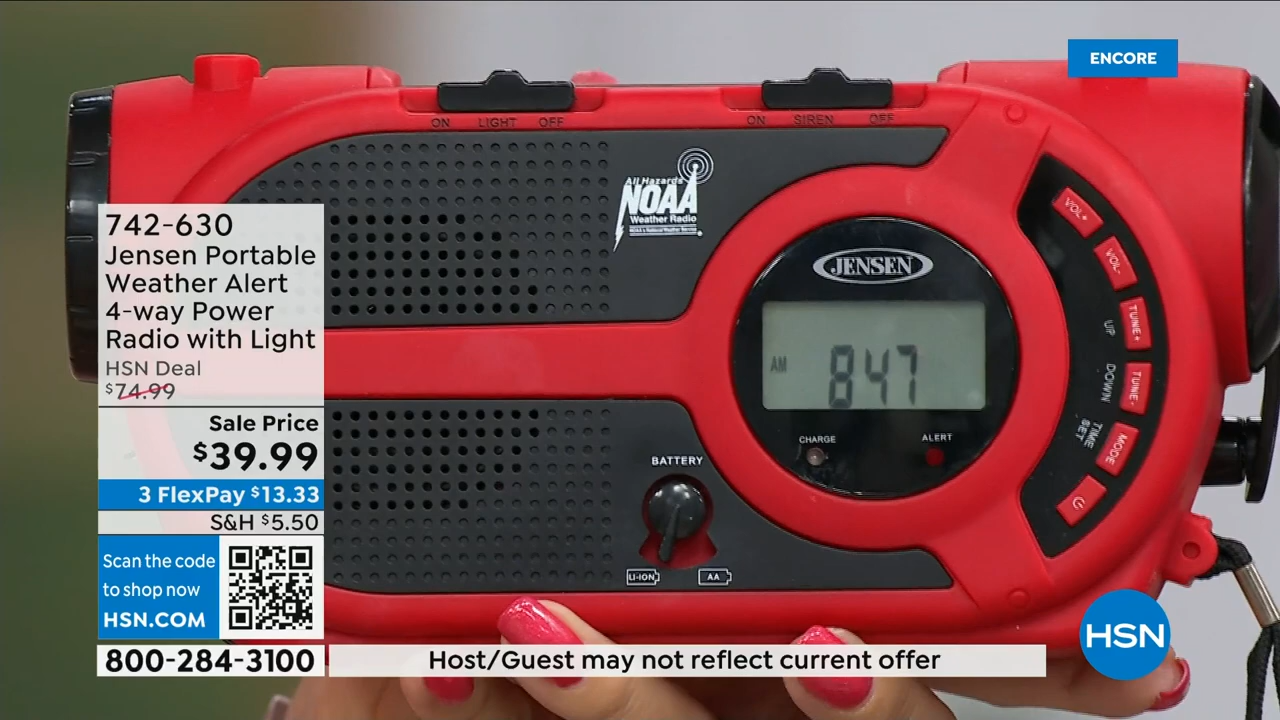 ENCORE
ON LIGHT OFF
ON SIREN OFF
All Hazards
NOAA
Weather Radio
VOL+
VOL-
TUNE+
UP
TUNE-
DOWN
MODE
TIME SET
JENSEN
AM 847
CHARGE
ALERT
BATTERY
LI-ION
AA
742-630
Jensen Portable
Weather Alert
4-way Power
Radio with Light
HSN Deal
$74.99
Sale Price
$39.99
3 FlexPay $13.33
S&H $5.50
Scan the code
to shop now
HSN.COM
800-284-3100
Host/Guest may not reflect current offer
HSN